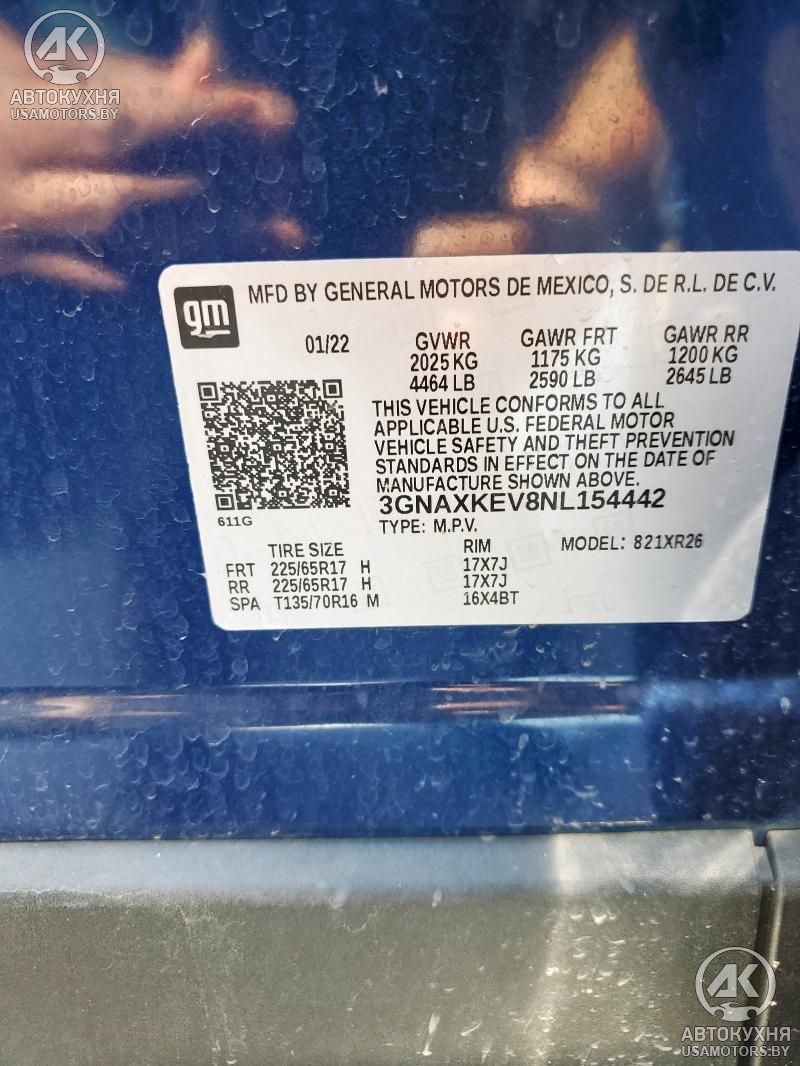 AK
АВТОКУХНЯ
USAMOTORS.BY
gm
MFD BY GENERAL MOTORS DE MEXICO, S. DE R.L. DE C.V.
01/22 GVWR GAWR FRT GAWR RR
2025 KG 1175 KG 1200 KG
4464 LB 2590 LB 2645 LB
THIS VEHICLE CONFORMS TO ALL
APPLICABLE U.S. FEDERAL MOTOR
VEHICLE SAFETY AND THEFT PREVENTION
STANDARDS IN EFFECT ON THE DATE OF
MANUFACTURE SHOWN ABOVE.
3GNAXKEV8NL154442
611G
TYPE: M.P.V. MODEL: 821XR26
TIRE SIZE RIM
FRT 225/65R17 H 17X7J
RR 225/65R17 H 17X7J
SPA T135/70R16 M 16X4BT
AK
АВТОКУХНЯ
USAMOTORS.BY